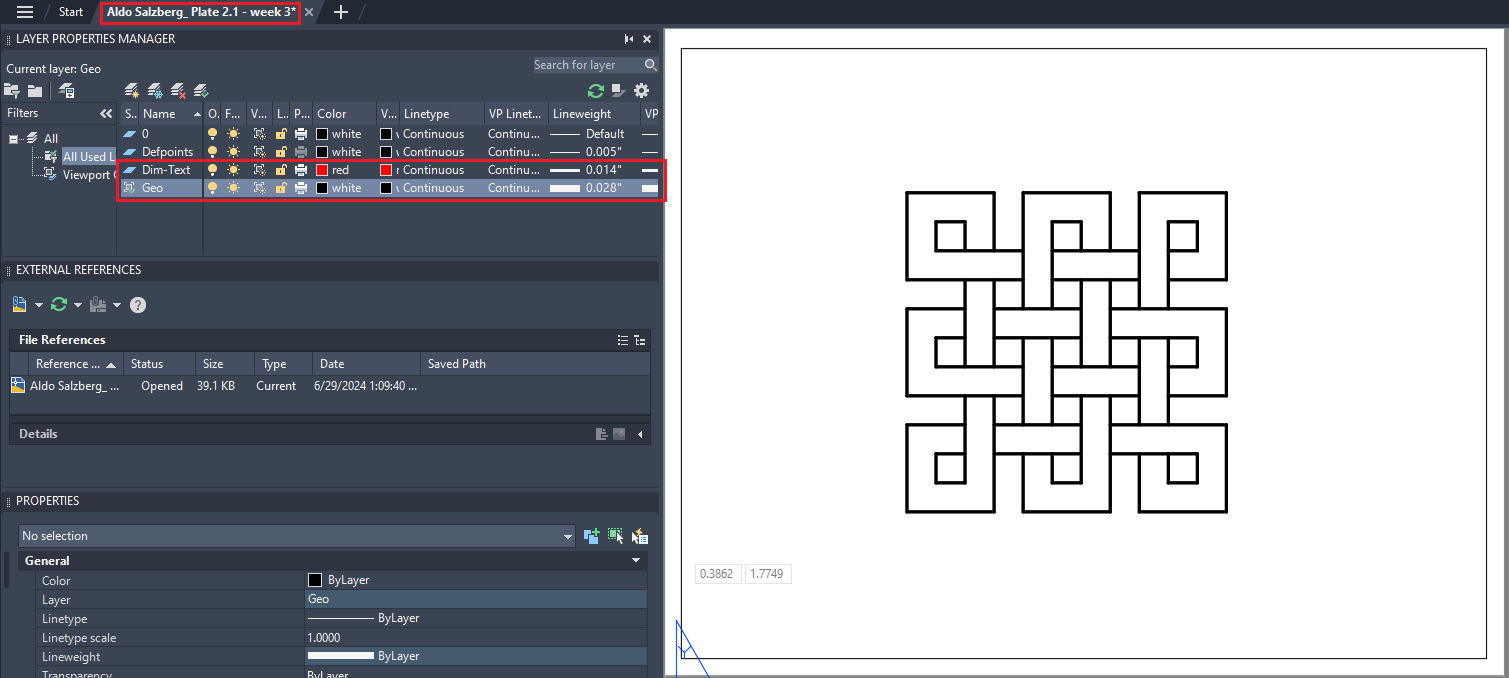 Start Aldo Salzberg_ Plate 2.1 - week 3*
LAYER PROPERTIES MANAGER
Current layer: Geo
Search for layer
Filters
S.. Name O. F... V... L. P... Color V... Linetype VP Linet... Lineweight VP
All
All Used L
Viewport
0 white Continuous Continu... Default
Defpoints white Continuous Continu... 0.005"
Dim-Text red Continuous Continu... 0.014"
Geo white Continuous Continu... 0.028"
EXTERNAL REFERENCES
File References
Reference ... Status Size Type Date Saved Path
Aldo Salzberg_ ... Opened 39.1 KB Current 6/29/2024 1:09:40 ...
Details
PROPERTIES
No selection
General
Color ByLayer
Layer Geo
Linetype ByLayer
Linetype scale 1.0000
Lineweight ByLayer
Transparency ByLayer
0.3862 1.7749
Y